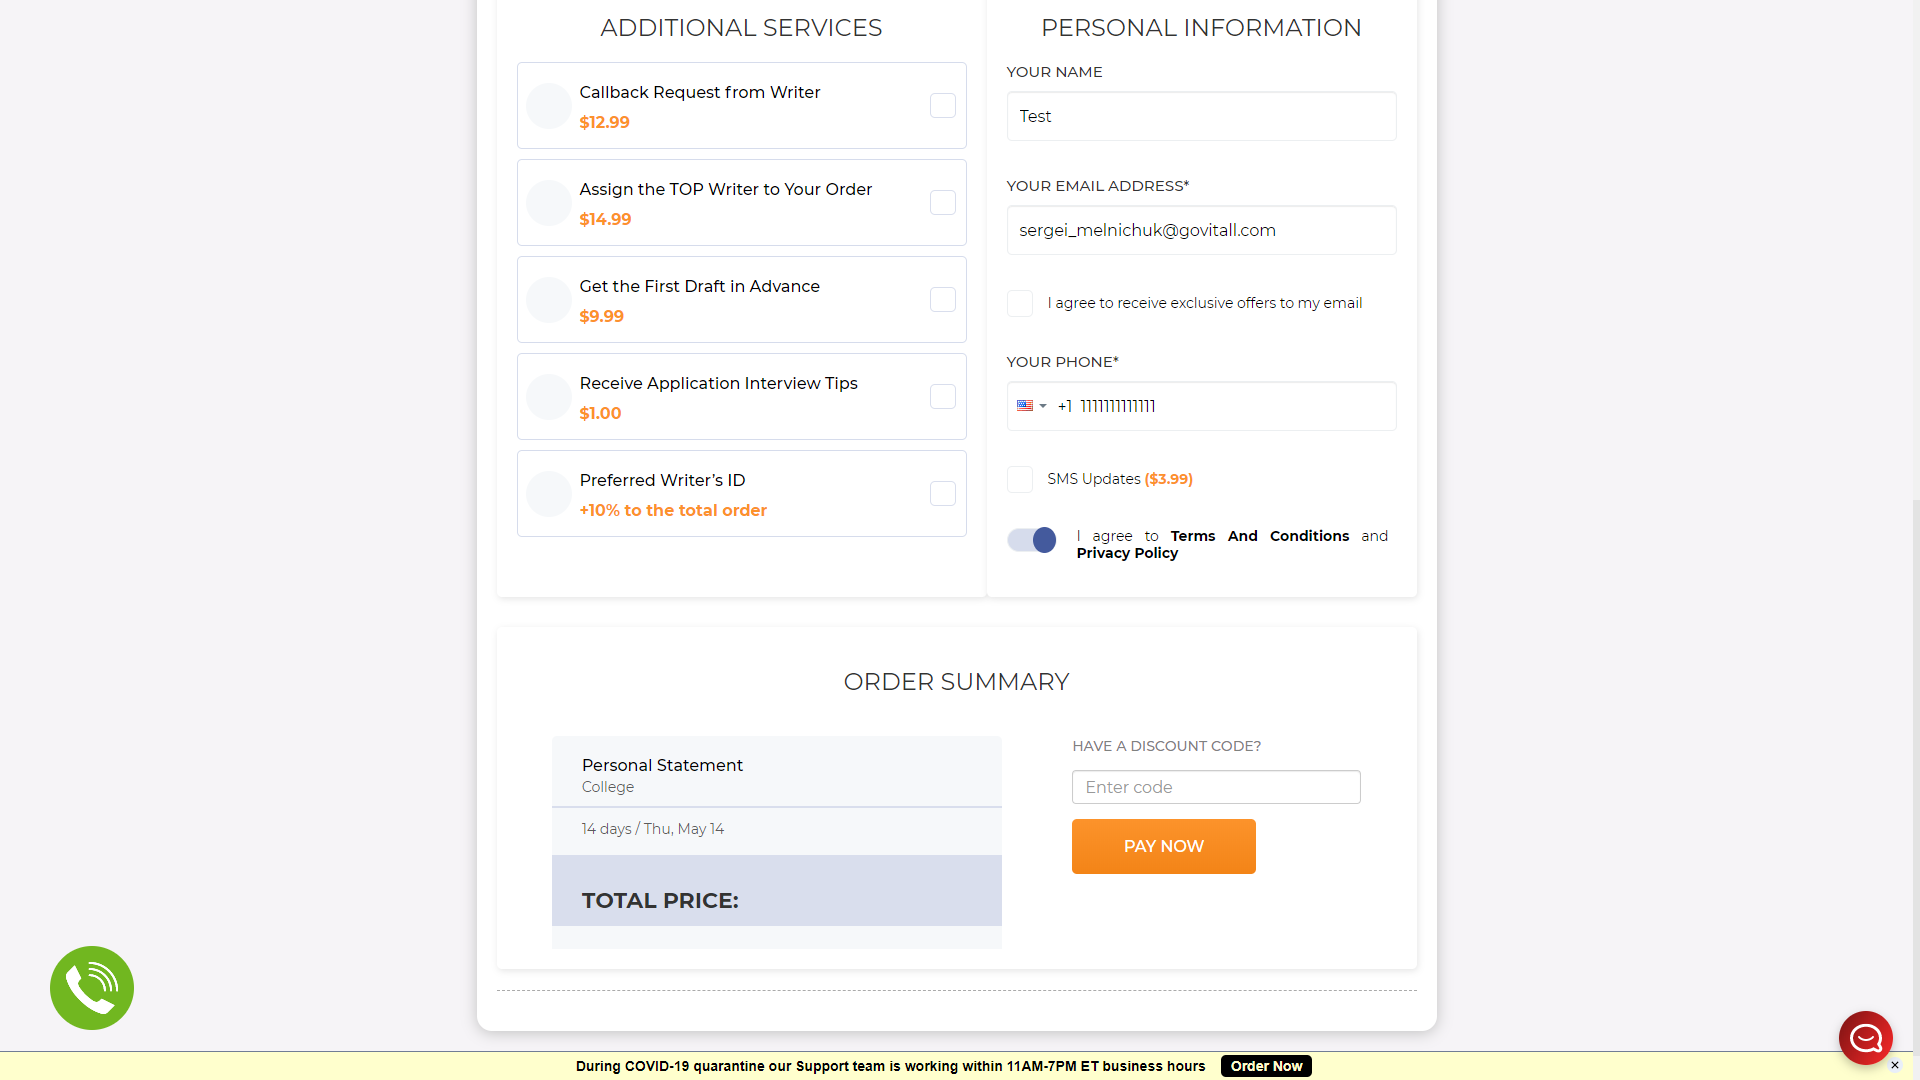 ADDITIONAL SERVICES
Callback Request from Writer
$12.99
Assign the TOP Writer to Your Order
$14.99
Get the First Draft in Advance
$9.99
Receive Application Interview Tips
$1.00
Preferred Writer’s ID
+10% to the total order
PERSONAL INFORMATION
YOUR NAME
Test
YOUR EMAIL ADDRESS*
sergei_melnichuk@govitall.com
I agree to receive exclusive offers to my email
YOUR PHONE*
+1 1111111111111
SMS Updates ($3.99)
I agree to Terms And Conditions and
Privacy Policy
ORDER SUMMARY
Personal Statement
College
14 days / Thu, May 14
TOTAL PRICE:
HAVE A DISCOUNT CODE?
Enter code
PAY NOW
During COVID-19 quarantine our Support team is working within 11AM-7PM ET business hours Order Now